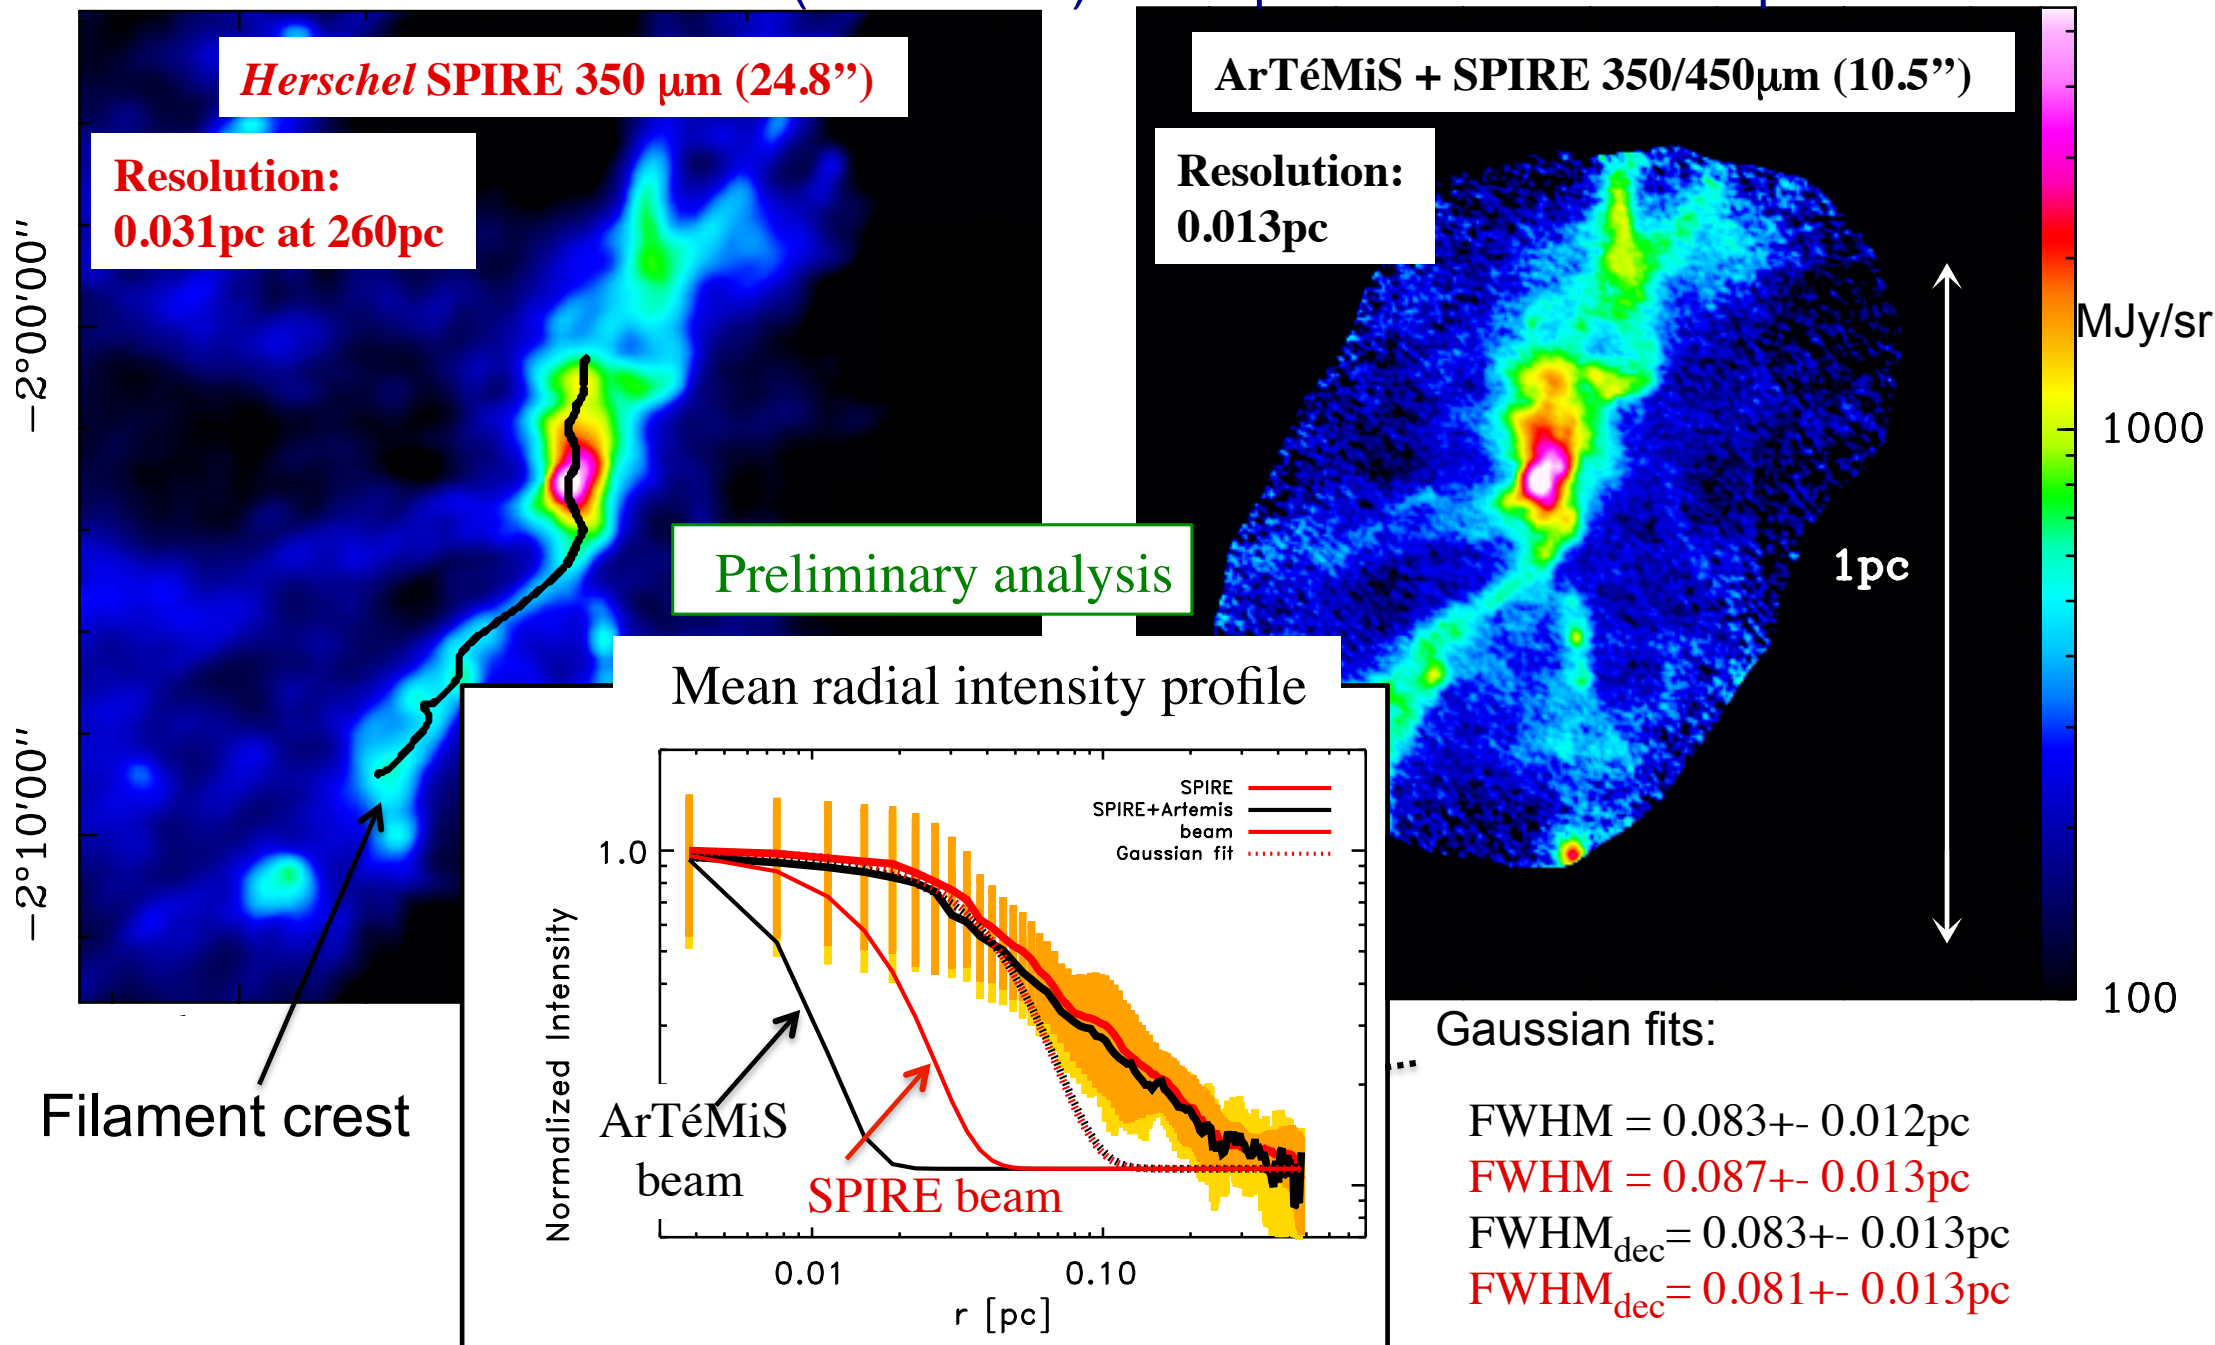 Herschel SPIRE 350 μm (24.8”)
Resolution:
0.031pc at 260pc
−2°00'00"
−2°10'00"
Filament crest
ArTéMiS + SPIRE 350/450μm (10.5”)
Resolution:
0.013pc
1pc
MJy/sr
1000
100
Preliminary analysis
Mean radial intensity profile
SPIRE
SPIRE+Artemis
beam
Gaussian fit
1.0
Normalized Intensity
ArTéMiS
beam
SPIRE beam
0.01
0.10
r [pc]
Gaussian fits:
FWHM = 0.083+- 0.012pc
FWHM = 0.087+- 0.013pc
FWHMdec= 0.083+- 0.013pc
FWHMdec= 0.081+- 0.013pc